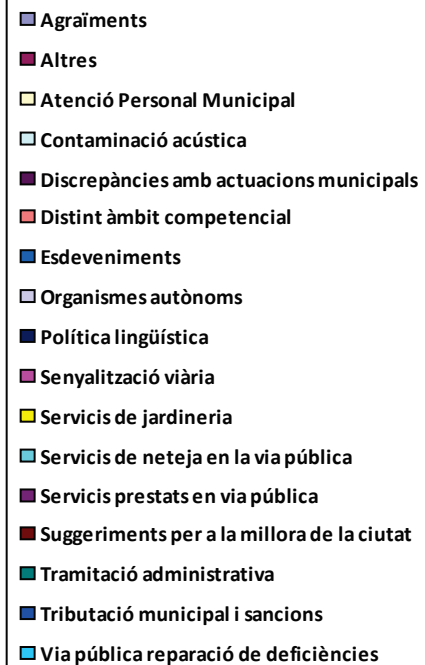 Agraïments
Altres
Atenció Personal Municipal
Contaminació acústica
Discrepàncies amb actuacions municipals
Distint àmbit competencial
Esdeveniments
Organismes autònoms
Política lingüística
Senyalització viària
Servicis de jardineria
Servicis de neteja en la via pública
Servicis prestats en via pública
Suggeriments per a la millora de la ciutat
Tramitació administrativa
Tributació municipal i sancions
Via pública reparació de deficiències